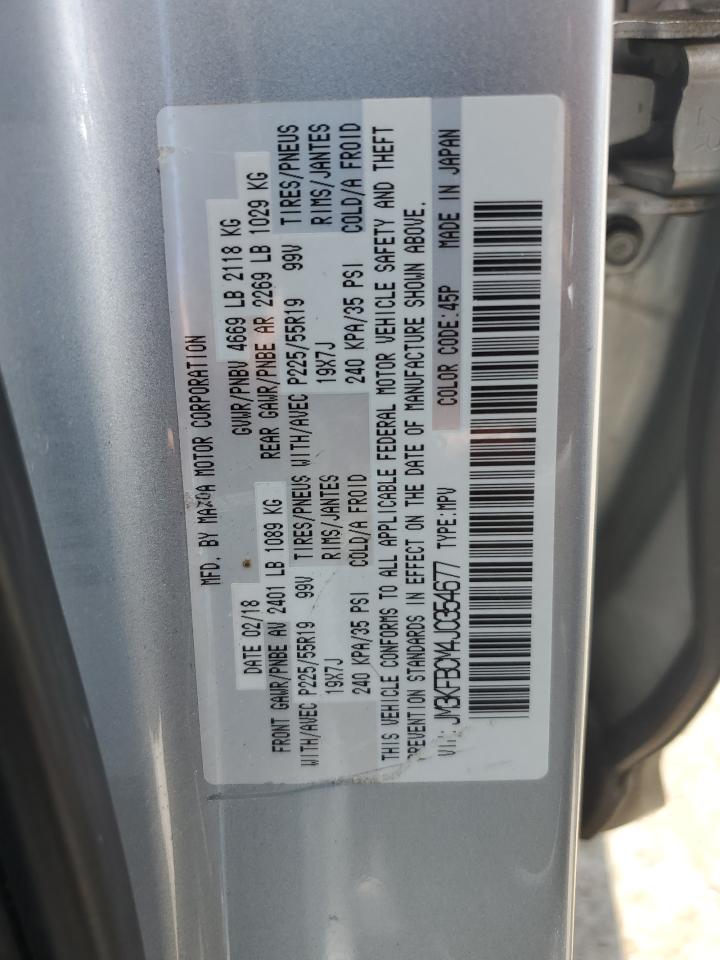 MFD. BY MAZDA MOTOR CORPORATION
DATE 02/18 GVWR/PNBV 4669 LB 2118 KG
FRONT GAWR/PNBE AV 2401 LB 1089 KG REAR GAWR/PNBE AR 2269 LB 1029 KG
WITH/AVEC P225/55R19 99V TIRES/PNEUS WITH/AVEC P225/55R19 99V TIRES/PNEUS
19X7J RIMS/JANTES 19X7J RIMS/JANTES
240 KPA/35 PSI COLD/A FROID 240 KPA/35 PSI COLD/A FROID
THIS VEHICLE CONFORMS TO ALL APPLICABLE FEDERAL MOTOR VEHICLE SAFETY AND THEFT
PREVENTION STANDARDS IN EFFECT ON THE DATE OF MANUFACTURE SHOWN ABOVE.
VIN: JM3KFBCM4J0354677 TYPE:MPV COLOR CODE:45P MADE IN JAPAN